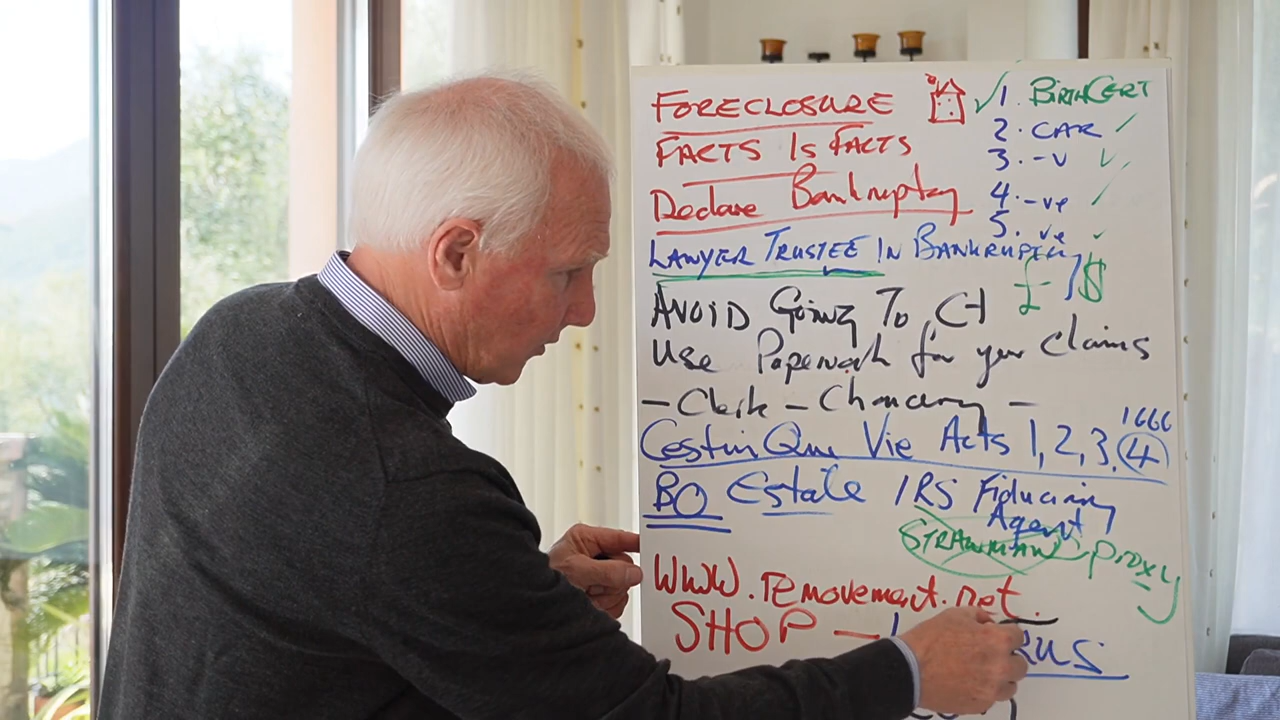 FORECLOSURE
1. BIRTHCERT
FACTS IS FACTS
2. CAR
3. -V
Declare Bankruptcy
4. -ve
5. ve
LAWYER TRUSTEE IN BANKRUPTCY
£ $
AVOID Going To Ct
Use Paperwork for your Claims
- Clerk - Chancery -
1666
Cestui Que Vie Acts 1, 2, 3, 4
BO Estate IRS Fiduciary
Agent
STRAWMAN Proxy
WWW.removement.net.
SHOP -